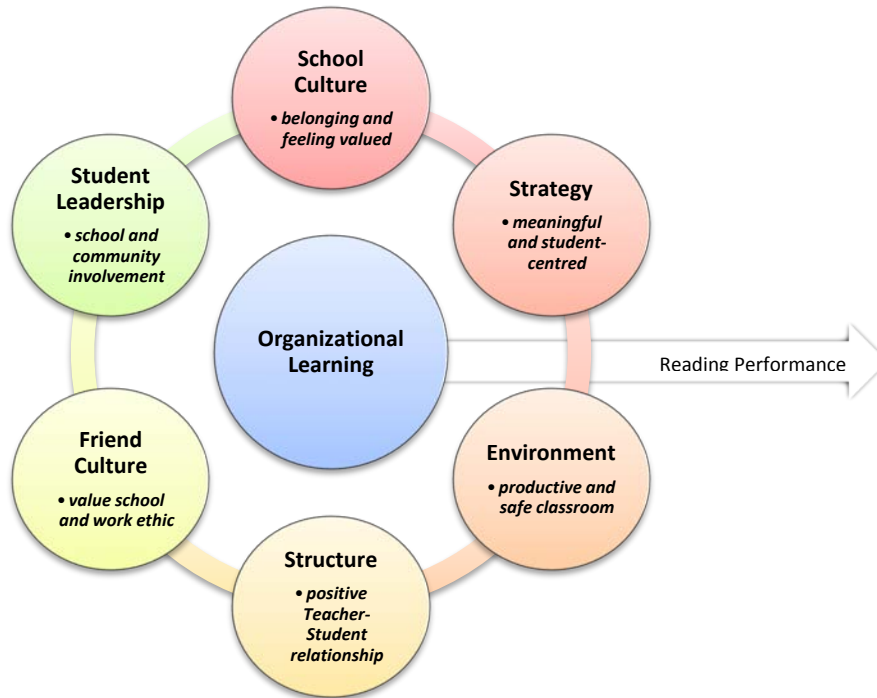 School
Culture
• belonging and
feeling valued
Strategy
• meaningful
and student-
centred
Environment
• productive and
safe classroom
Structure
• positive
Teacher-
Student
relationship
Friend
Culture
• value school
and work ethic
Student
Leadership
• school and
community
involvement
Organizational
Learning
Reading Performance